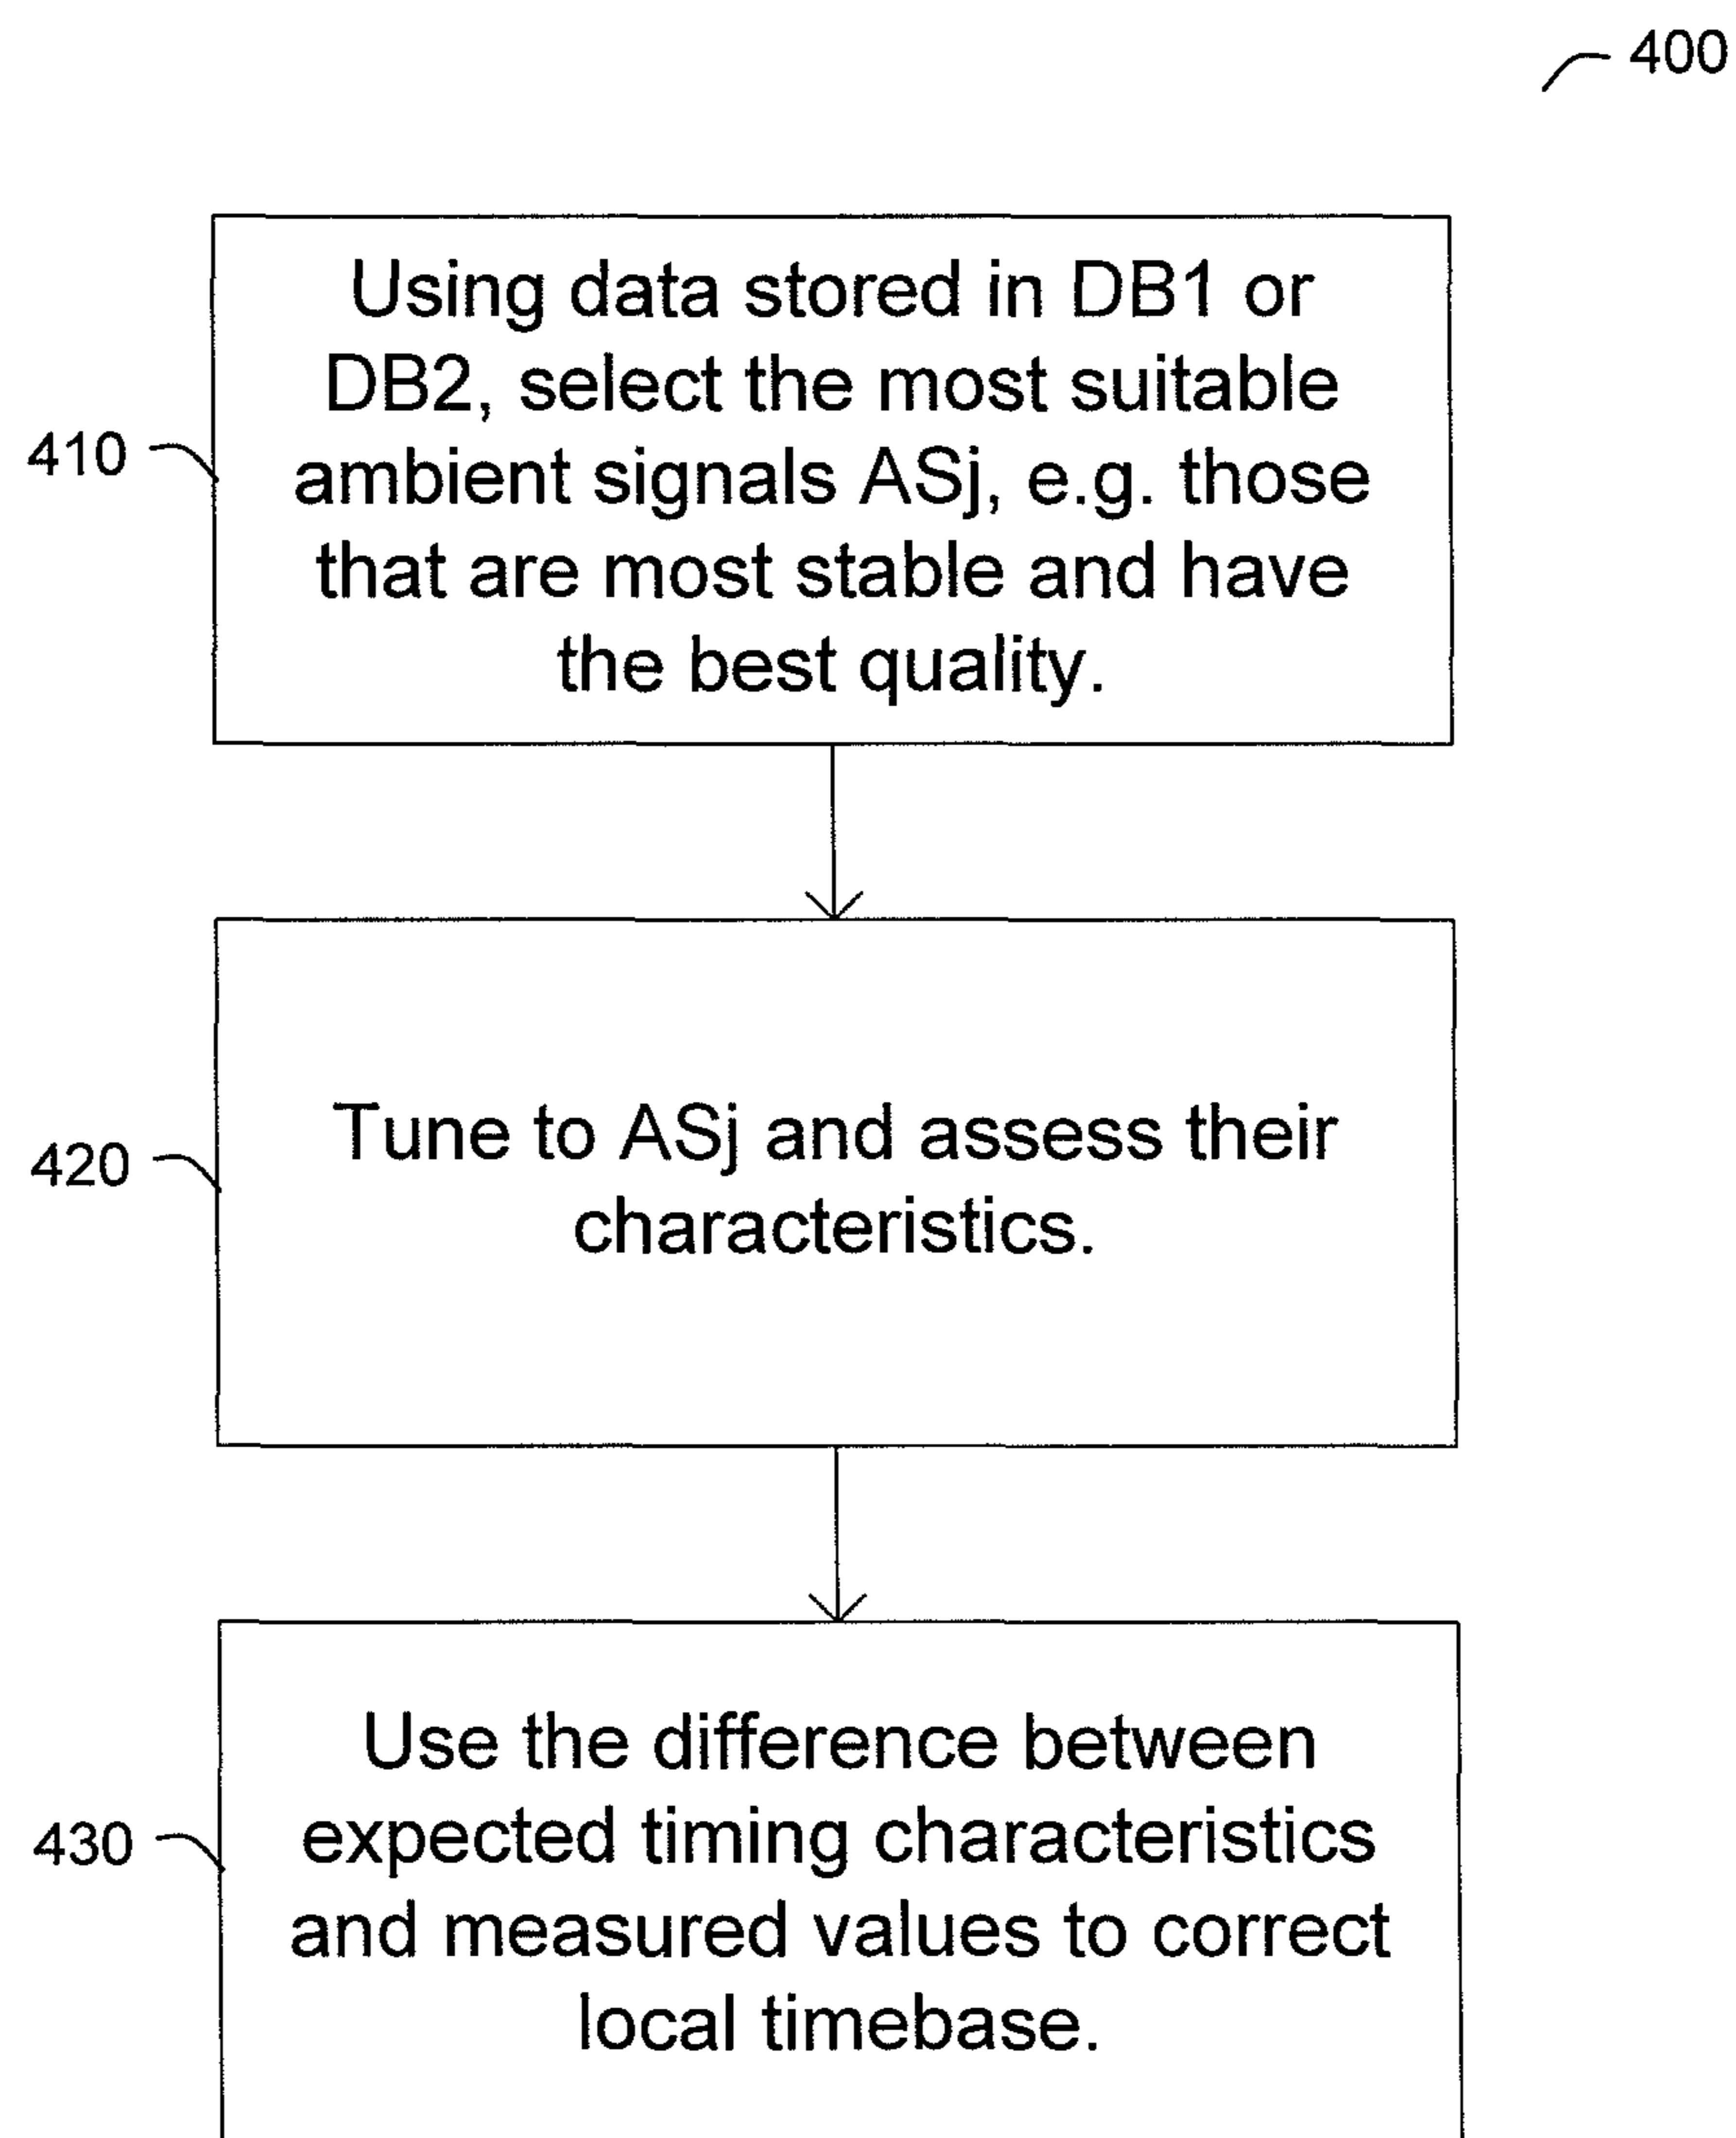 400
Using data stored in DB1 or
DB2, select the most suitable
410
ambient signals ASj, e.g. those
that are most stable and have
the best quality.
Tune to ASj and assess their
420
characteristics.
Use the difference between
430
expected timing characteristics
and measured values to correct
local timebase.